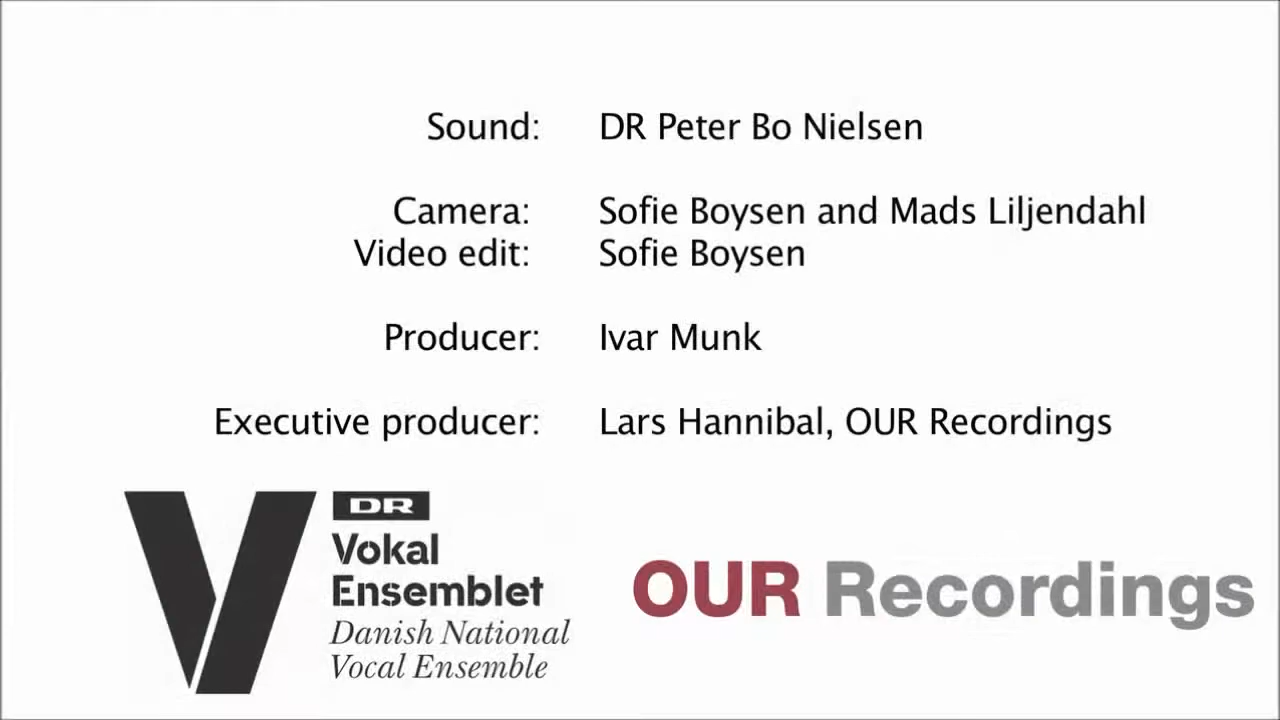 Sound: DR Peter Bo Nielsen
Camera: Sofie Boysen and Mads Liljendahl
Video edit: Sofie Boysen
Producer: Ivar Munk
Executive producer: Lars Hannibal, OUR Recordings
DR
Vokal
Ensemblet
Danish National
Vocal Ensemble
OUR Recordings